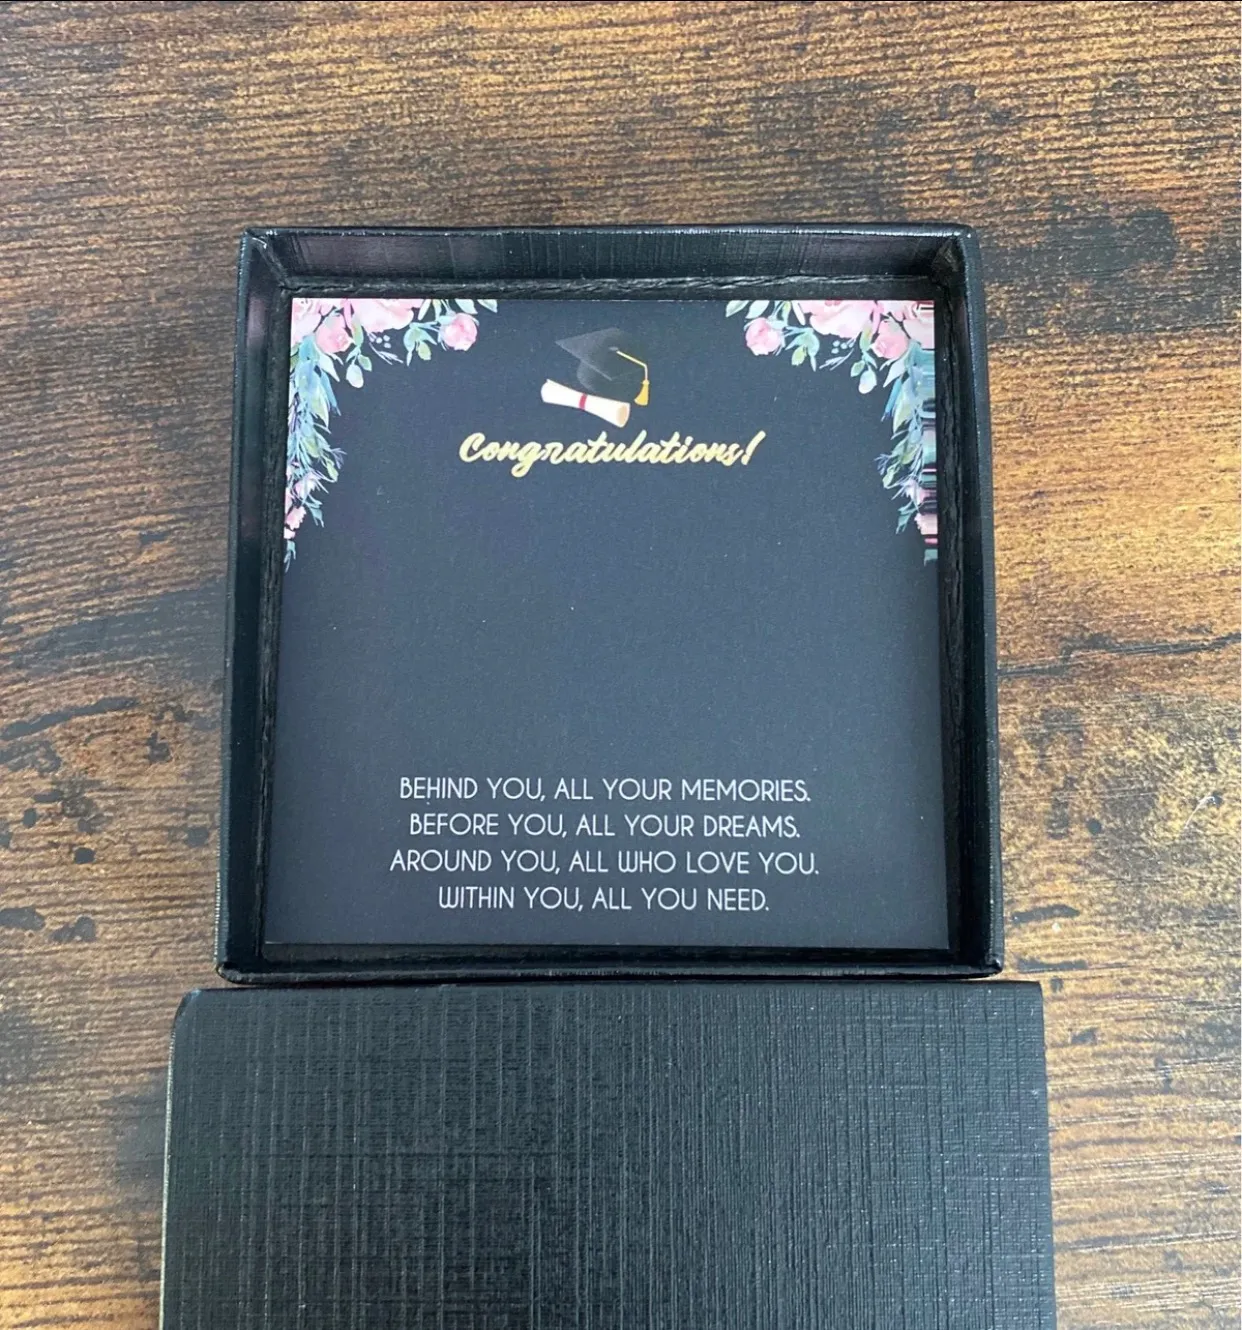 Congratulations!
BEHIND YOU, ALL YOUR MEMORIES.
BEFORE YOU, ALL YOUR DREAMS.
AROUND YOU, ALL WHO LOVE YOU.
WITHIN YOU, ALL YOU NEED.